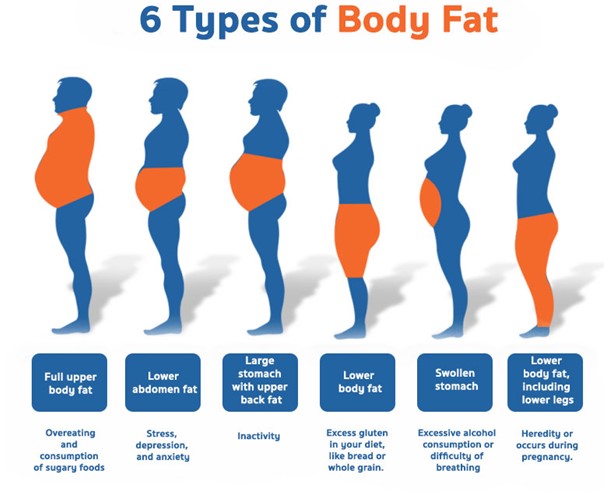 6 Types of Body Fat
Full upper
body fat
Lower
abdomen fat
Large
stomach
with upper
back fat
Lower
body fat
Swollen
stomach
Lower
body fat,
including
lower legs
Overeating
and
consumption
of sugary foods
Stress,
depression,
and anxiety
Inactivity
Excess gluten
in your diet,
like bread or
whole grain.
Excessive alcohol
consumption or
difficulty of
breathing
Heredity or
occurs during
pregnancy.